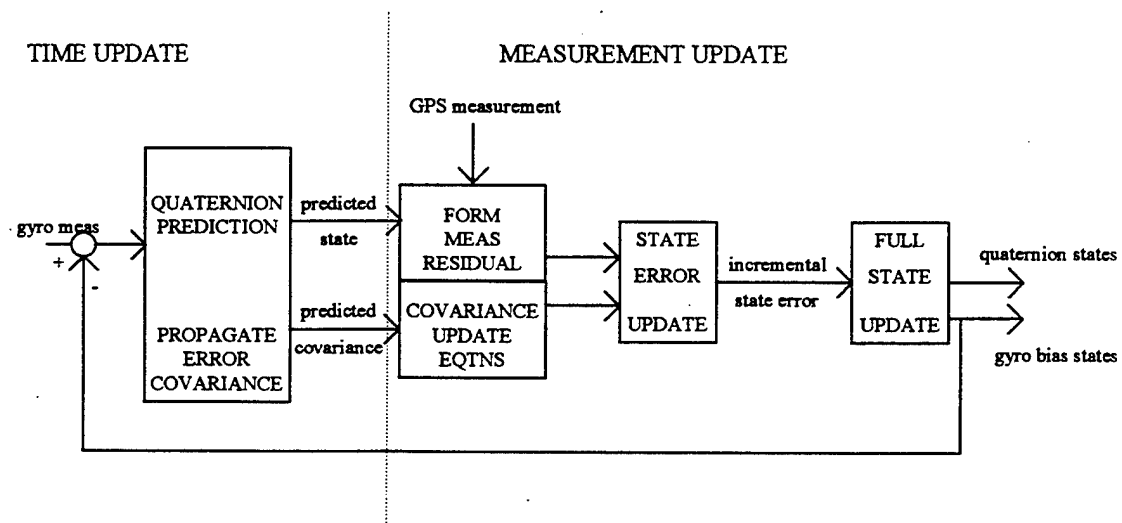 TIME UPDATE
MEASUREMENT UPDATE
GPS measurement
gyro meas
+
-
QUATERNION
PREDICTION
PROPAGATE
ERROR
COVARIANCE
predicted
state
predicted
covariance
FORM
MEAS
RESIDUAL
COVARIANCE
UPDATE
EQTNS
STATE
ERROR
UPDATE
incremental
state error
FULL
STATE
UPDATE
quaternion states
gyro bias states